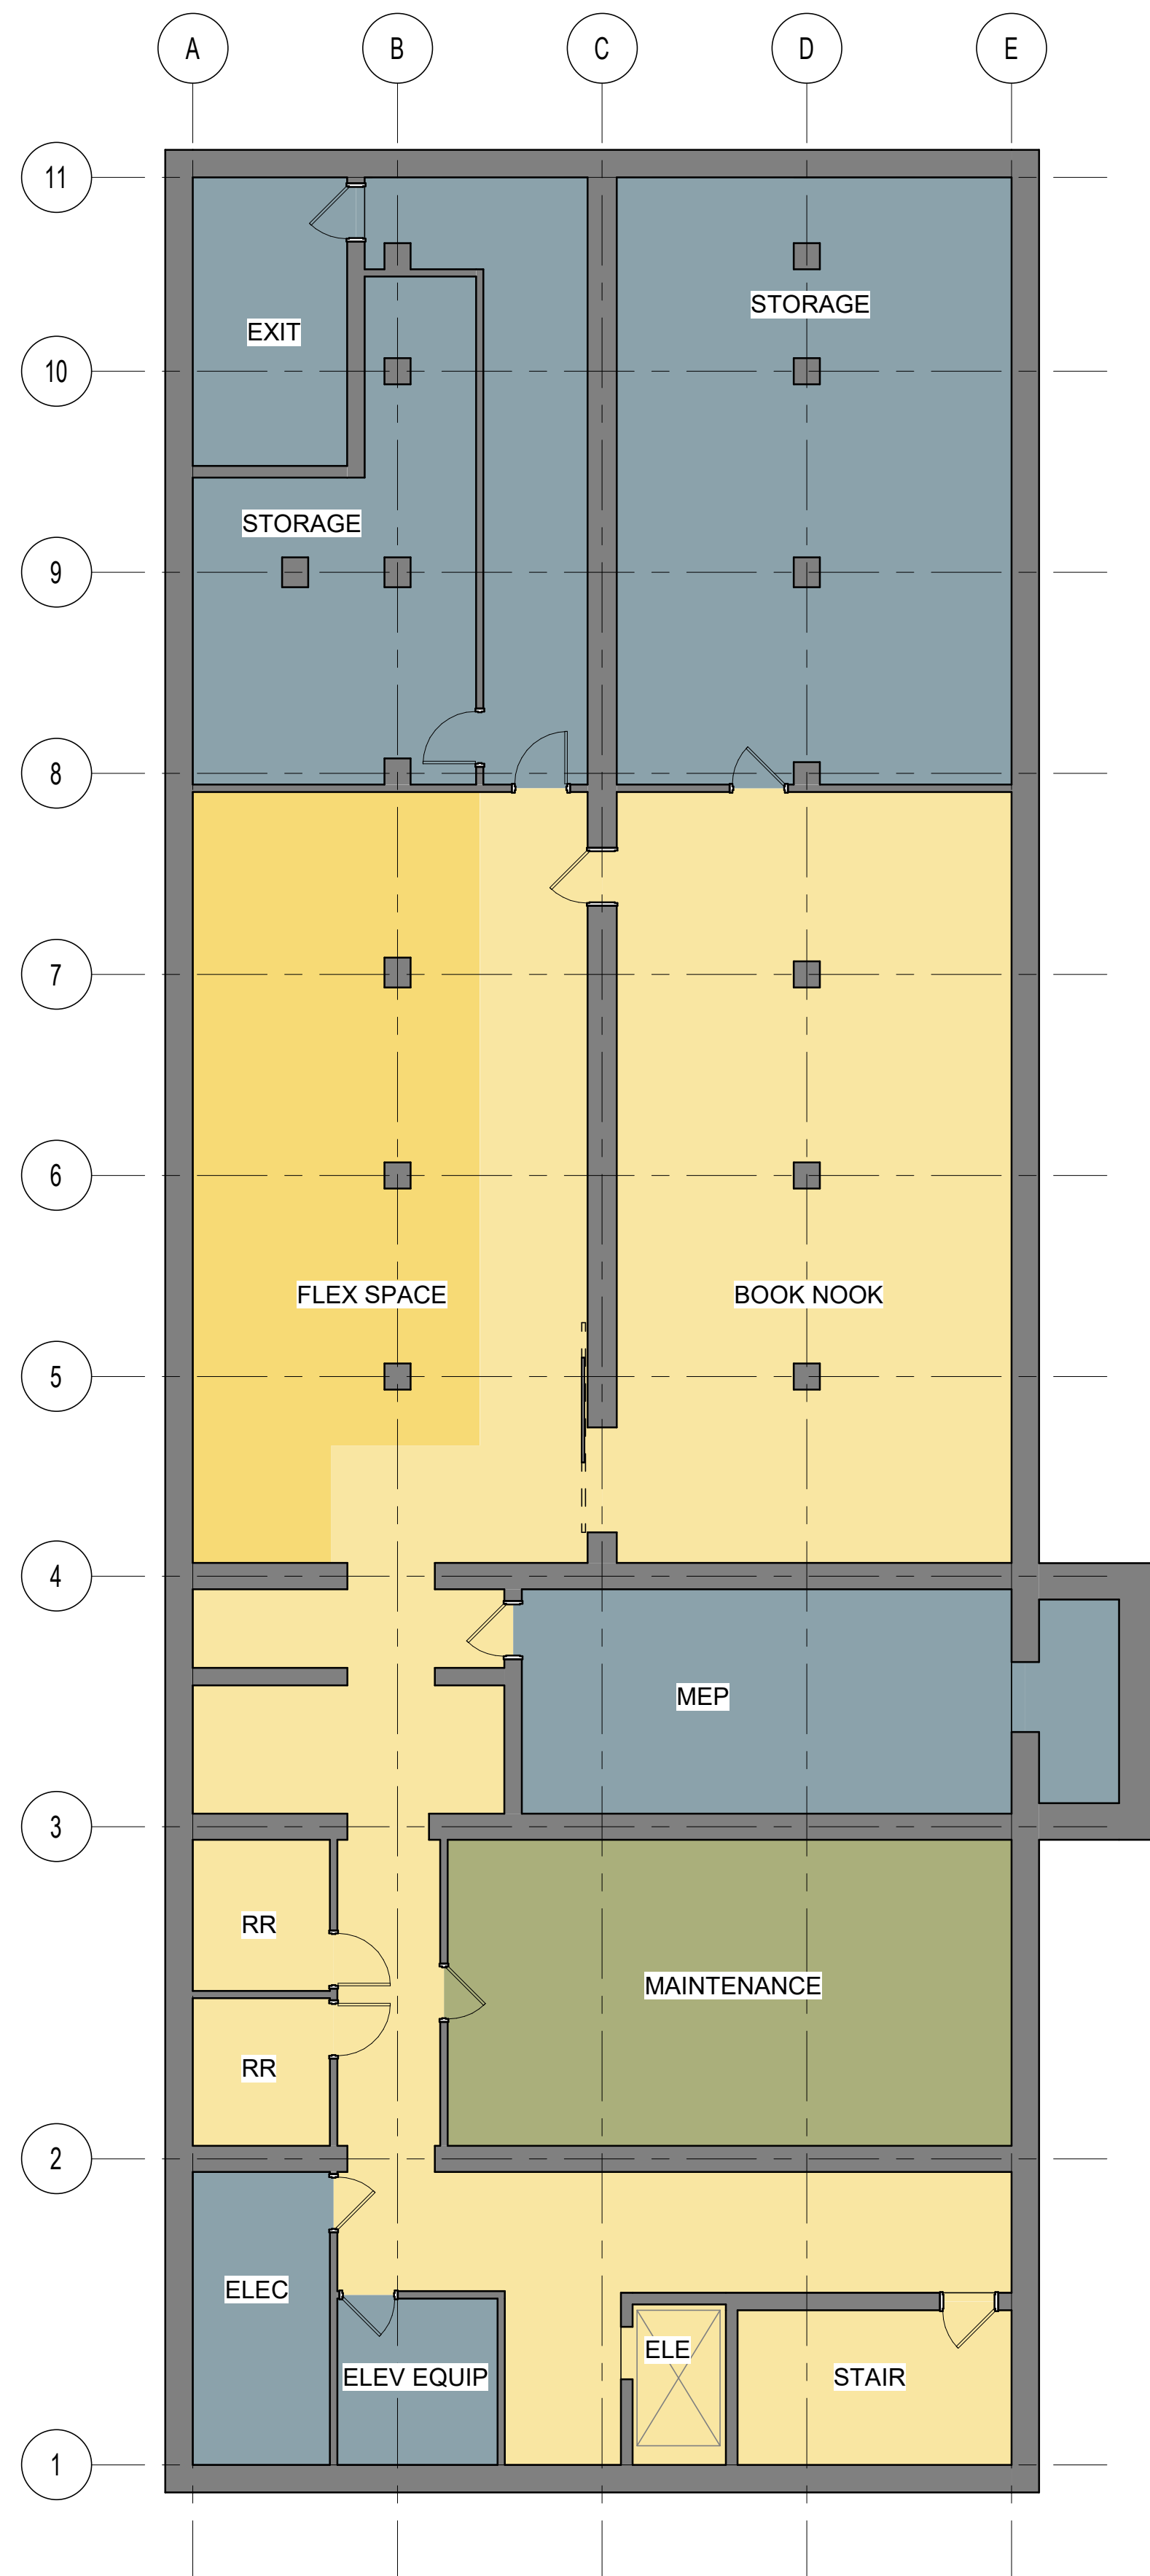 A
B
C
D
E
11
STORAGE
EXIT
10
STORAGE
9
8
7
6
FLEX SPACE
BOOK NOOK
5
4
MEP
3
RR
MAINTENANCE
RR
2
ELEC
ELE
ELEV EQUIP
STAIR
1